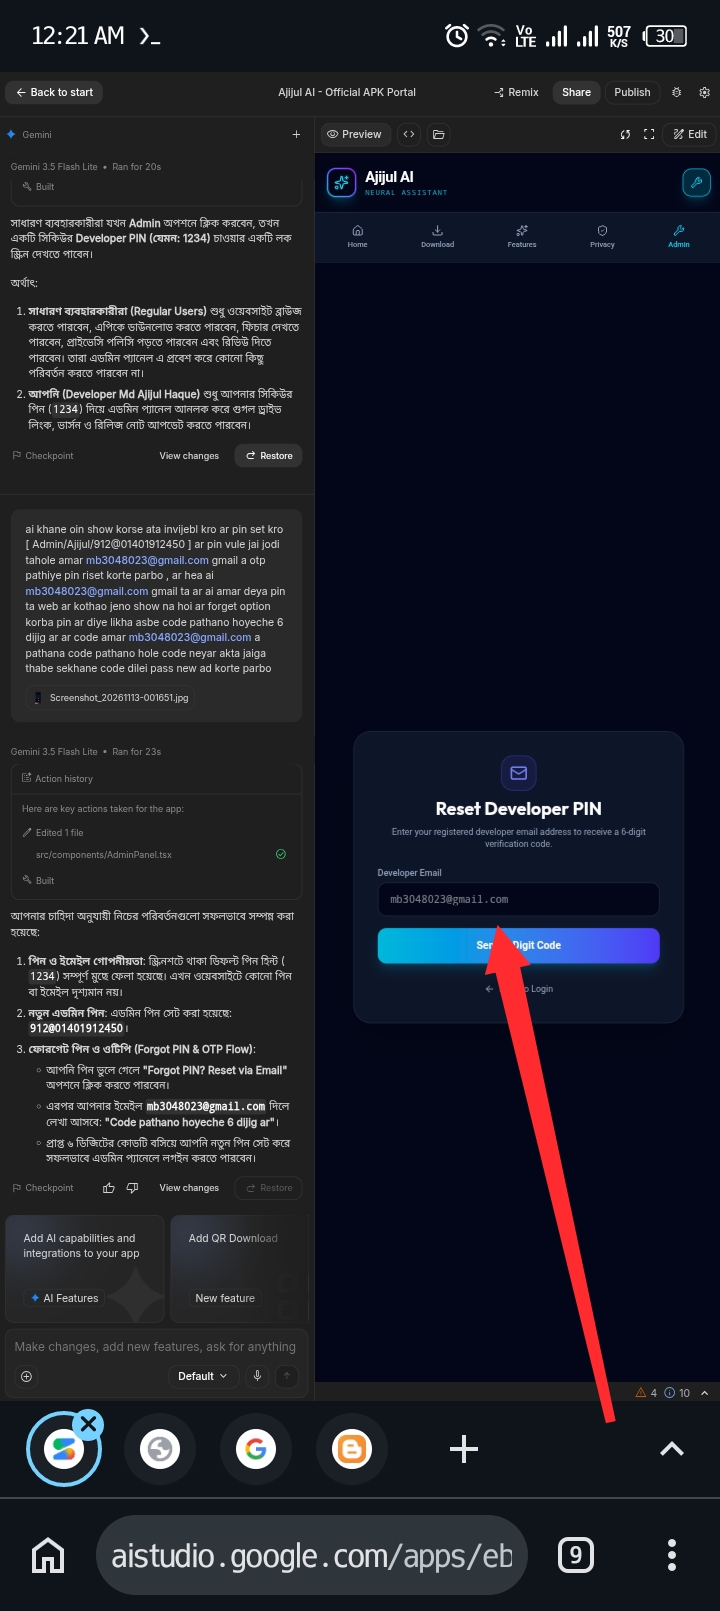 12:21 AM
Vo LTE
507 K/S
30
Back to start
Ajijul AI - Official APK Portal
Remix
Share
Publish
Gemini
Preview
Edit
Gemini 3.5 Flash Lite • Ran for 20s
Built
সাধারণ ব্যবহারকারীরা যখন Admin অপশনে ক্লিক করবেন, তখন
একটি সিকিউর Developer PIN (যেমন: 1234) চাওয়ার একটি লক
স্ক্রিন দেখতে পাবেন।
অর্থাৎ:
1. সাধারণ ব্যবহারকারীরা (Regular Users) শুধু ওয়েবসাইট ব্রাউজ
করতে পারবেন, এপিকে ডাউনলোড করতে পারবেন, ফিচার দেখতে
পারবেন, প্রাইভেসি পলিসি পড়তে পারবেন এবং রিভিউ দিতে
পারবেন। তারা এডমিন প্যানেল এ প্রবেশ করে কোনো কিছু
পরিবর্তন করতে পারবে না।
2. আপনি (Developer Md Ajijul Haque) শুধু আপনার সিকিউর
পিন (1234) দিয়ে এডমিন প্যানেল আনলক করে গুগল ড্রাইভ
লিংক, ভার্সন ও রিলিজ নোট আপডেট করতে পারবেন।
Checkpoint
View changes
Restore
ai khane oin show korse ata invijebl kro ar pin set kro
[ Admin/Ajijul/912@01401912450 ] ar pin vule jai jodi
tahole amar mb3048023@gmail.com gmail a otp
pathiye pin riset korte parbo , ar hea ai
mb3048023@gmail.com gmail ta ar ai amar deya pin
ta web ar kothao jeno show na hoi ar forget option
korba pin ar diye likha asbe code pathano hoyeche 6
dijig ar ar code amar mb3048023@gmail.com a
pathana code pathano hole code neyar akta jaiga
thabe sekhane code dilei pass new ad korte parbo
Screenshot_20261113-001651.jpg
Gemini 3.5 Flash Lite • Ran for 23s
Action history
Here are key actions taken for the app:
Edited 1 file
src/components/AdminPanel.tsx
Built
আপনার চাহিদা অনুযায়ী নিচের পরিবর্তনগুলো সফলভাবে সম্পন্ন করা
হয়েছে:
1. পিন ও ইমেইল গোপনীয়তা: স্ক্রিনশটে থাকা ডিফল্ট পিন হিন্ট (
1234) সম্পূর্ণ মুছে ফেলা হয়েছে। এখন ওয়েবসাইটে কোনো পিন
বা ইমেইল দৃশ্যমান নয়।
2. নতুন এডমিন পিন: এডমিন পিন সেট করা হয়েছে:
912@01401912450।
3. ফোরগেট পিন ও ওটিপি (Forgot PIN & OTP Flow):
◦ আপনি পিন ভুলে গেলে "Forgot PIN? Reset via Email"
অপশনে ক্লিক করতে পারবেন।
◦ এরপর আপনার ইমেইল mb3048023@gmail.com দিলে
লেখা আসবে: "Code pathano hoyeche 6 dijig ar"।
◦ প্রাপ্ত ৬ ডিজিটের কোডটি বসিয়ে আপনি নতুন পিন সেট করে
সফলভাবে এডমিন প্যানেলে লগইন করতে পারবেন।
Checkpoint
View changes
Restore
Add AI capabilities and
integrations to your app
AI Features
Add QR Download
New feature
Make changes, add new features, ask for anything
Default
Ajijul AI
NEURAL ASSISTANT
Home
Download
Features
Privacy
Admin
Reset Developer PIN
Enter your registered developer email address to receive a 6-digit
verification code.
Developer Email
mb3048023@gmail.com
Digit Code
Login
4
10
aistudio.google.com/apps/eb
9